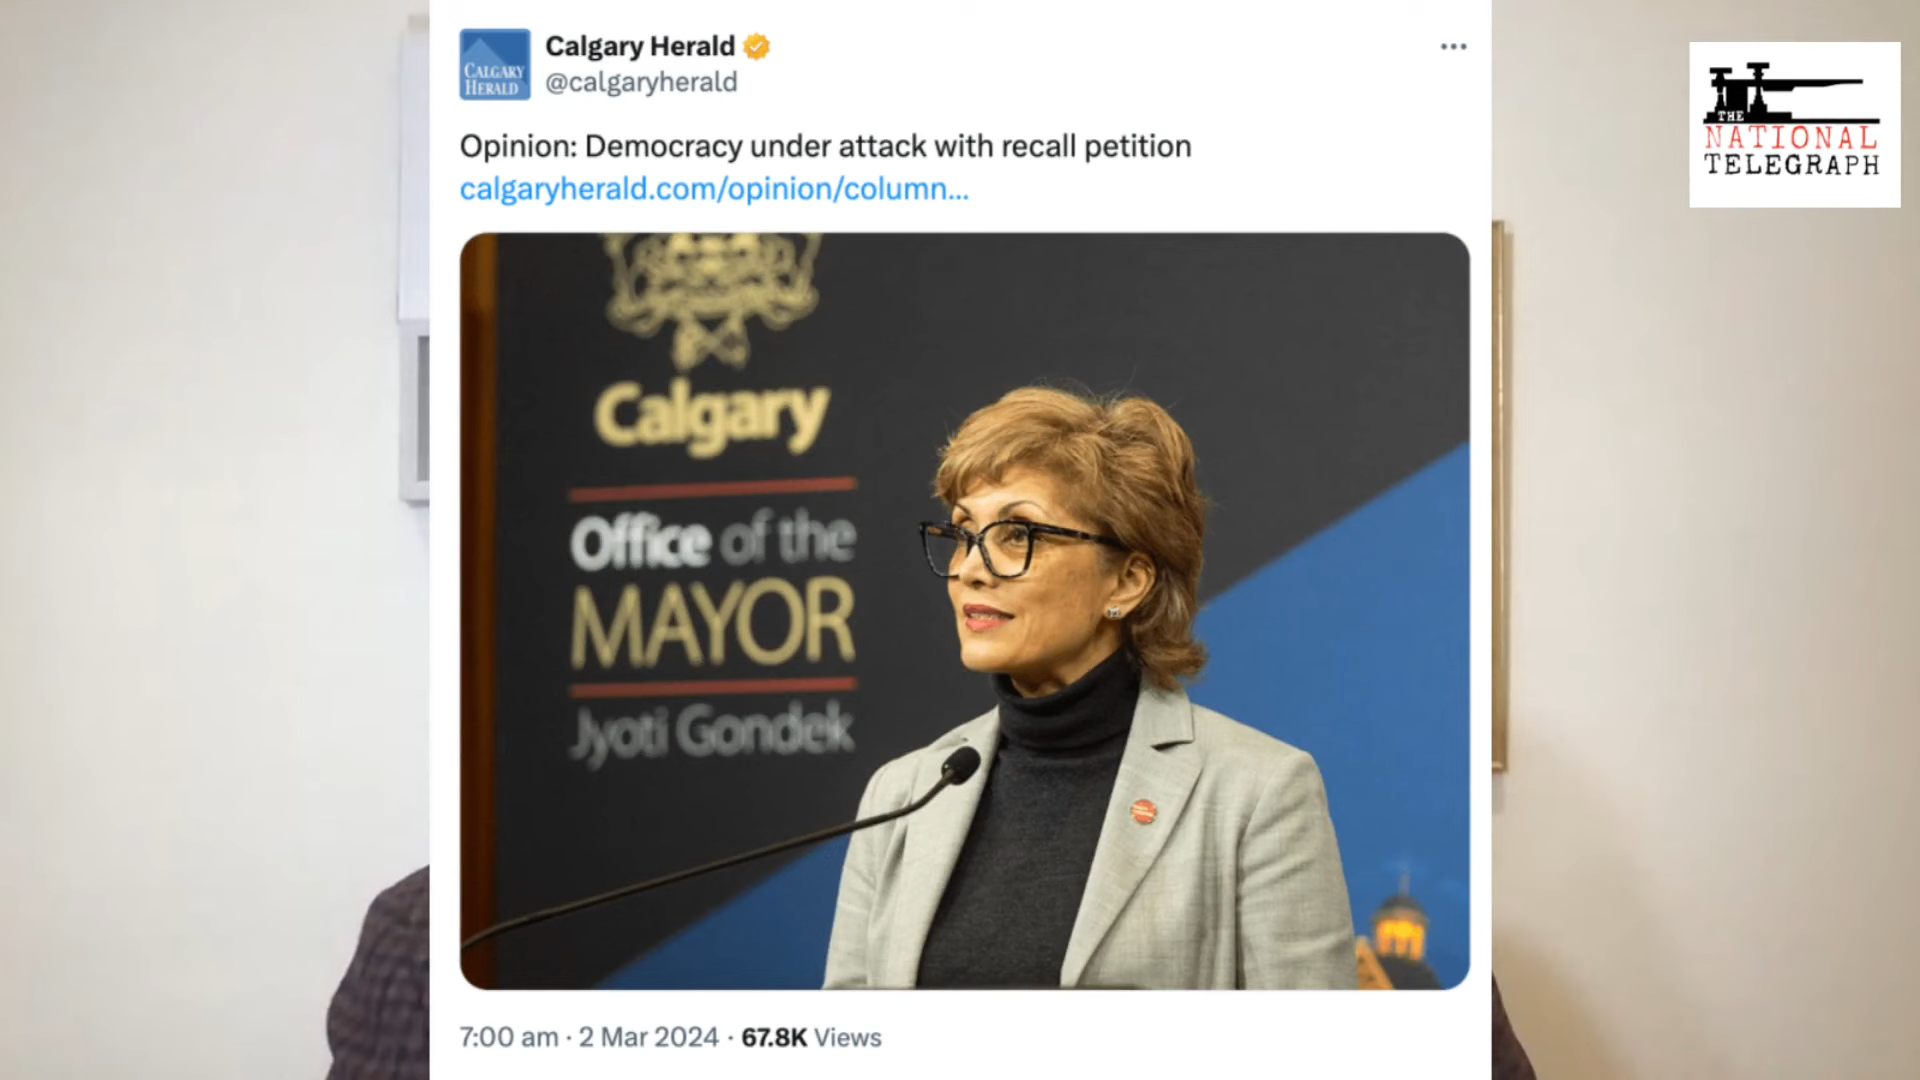 Calgary Herald
@calgaryherald
CALGARY
HERALD
Opinion: Democracy under attack with recall petition
calgaryherald.com/opinion/column...
THE
NATIONAL
TELEGRAPH
Calgary
Office of the
MAYOR
Jyoti Gondek
7:00 am · 2 Mar 2024 · 67.8K Views